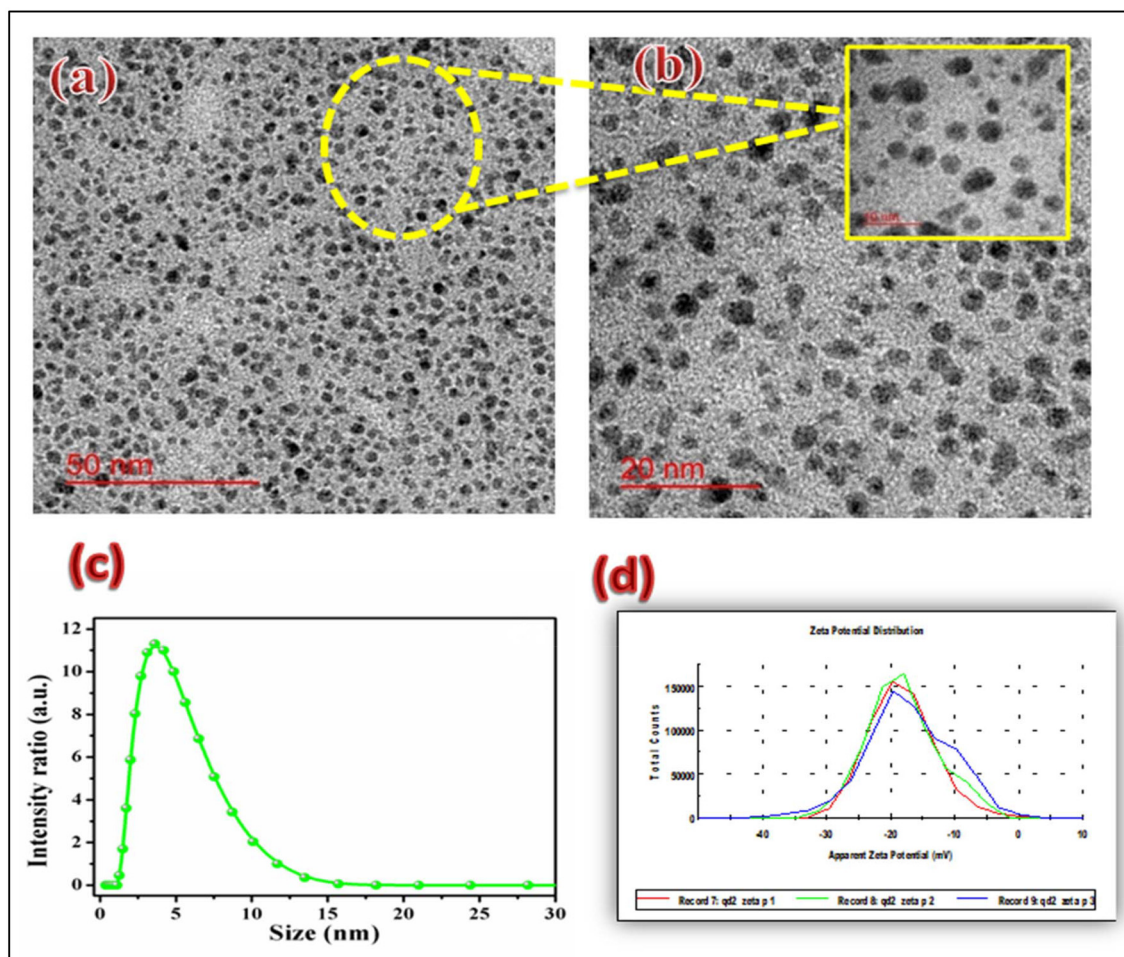 (a)
(b)
10 nm
50 nm
20 nm
(c)
12
10
8
6
4
2
0
Intensity ratio (a.u.)
0 5 10 15 20 25 30
Size (nm)
(d)
Zeta Potential Distribution
150000
100000
50000
0
Total Counts
-40 -30 -20 -10 0 10
Apparent Zeta Potential (mV)
Record 7: qd2 zeta p 1 Record 8: qd2 zeta p 2 Record 9: qd2 zeta p 3